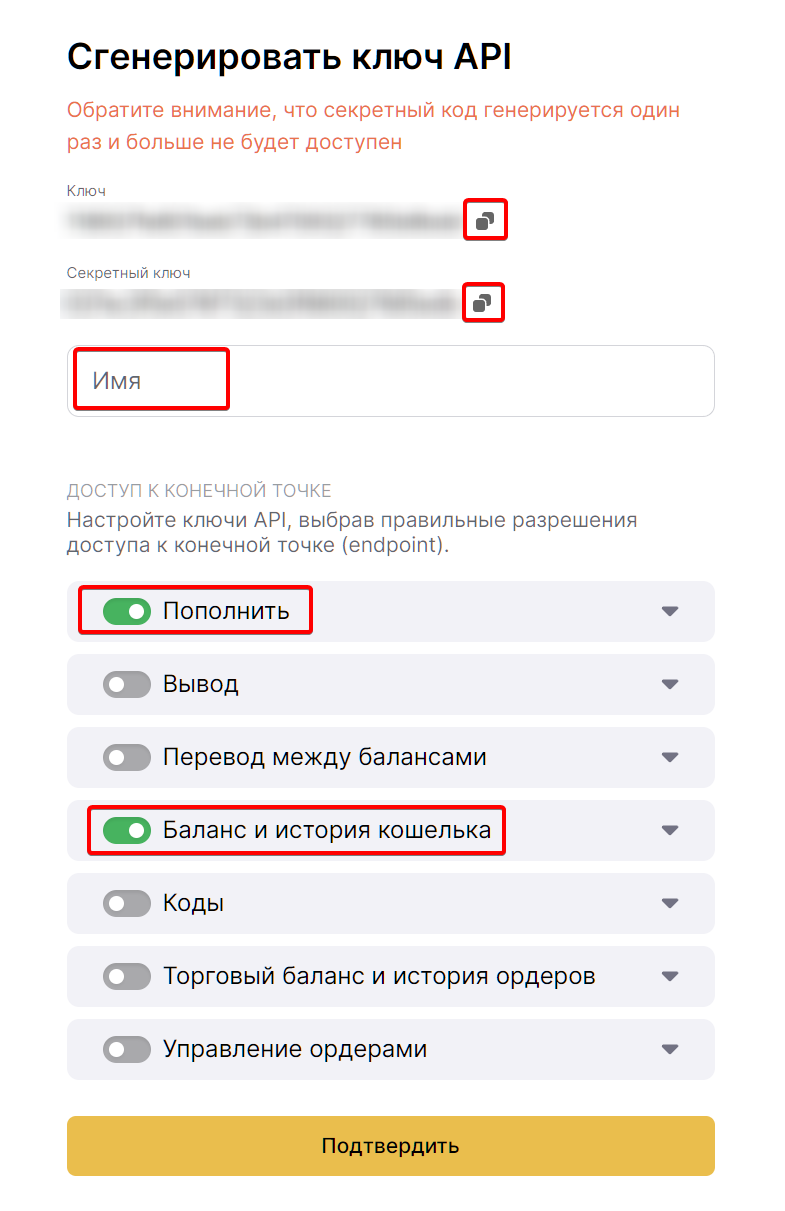 Сгенерировать ключ API
Обратите внимание, что секретный код генерируется один
раз и больше не будет доступен
Ключ
Секретный ключ
Имя
ДОСТУП К КОНЕЧНОЙ ТОЧКЕ
Настройте ключи API, выбрав правильные разрешения
доступа к конечной точке (endpoint).
Пополнить
Вывод
Перевод между балансами
Баланс и история кошелька
Коды
Торговый баланс и история ордеров
Управление ордерами
Подтвердить